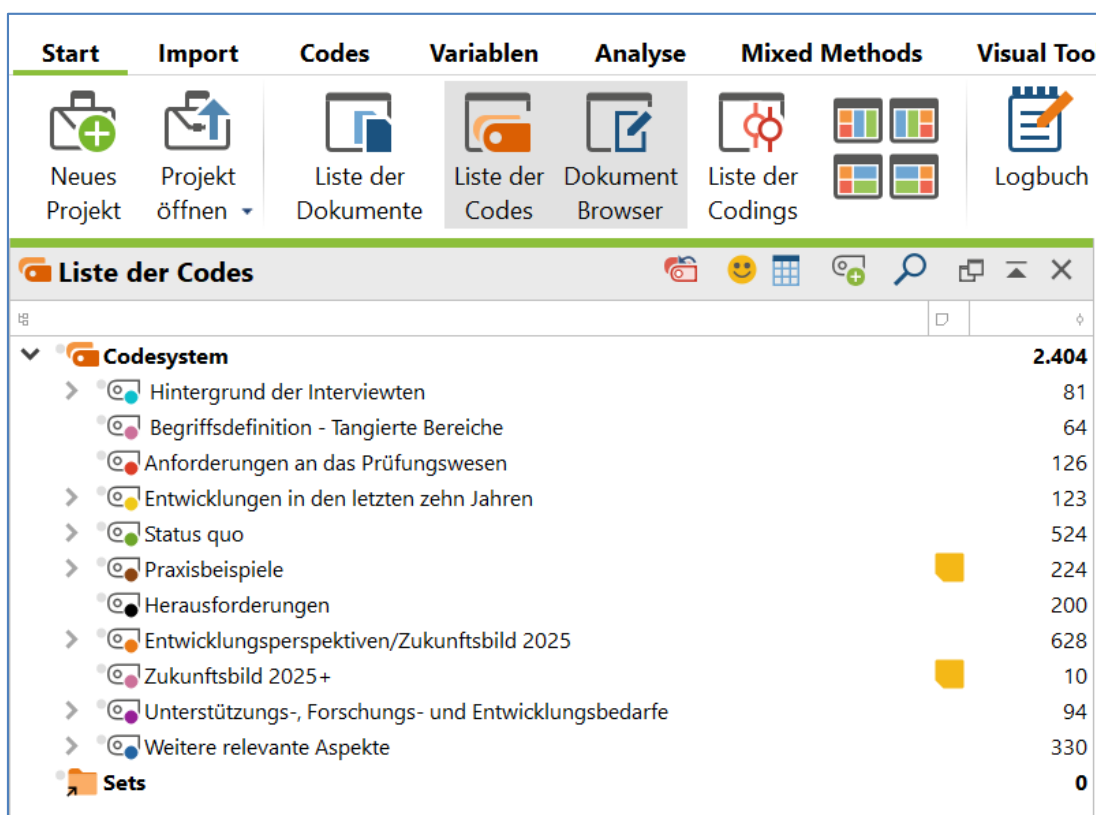 Start Import Codes Variablen Analyse Mixed Methods Visual Too
Neues Projekt Liste der Liste der Dokument Liste der Logbuch
Projekt öffnen Dokumente Codes Browser Codings
Liste der Codes
Codesystem 2.404
Hintergrund der Interviewten 81
Begriffsdefinition - Tangierte Bereiche 64
Anforderungen an das Prüfungswesen 126
Entwicklungen in den letzten zehn Jahren 123
Status quo 524
Praxisbeispiele 224
Herausforderungen 200
Entwicklungsperspektiven/Zukunftsbild 2025 628
Zukunftsbild 2025+ 10
Unterstützungs-, Forschungs- und Entwicklungsbedarfe 94
Weitere relevante Aspekte 330
Sets 0